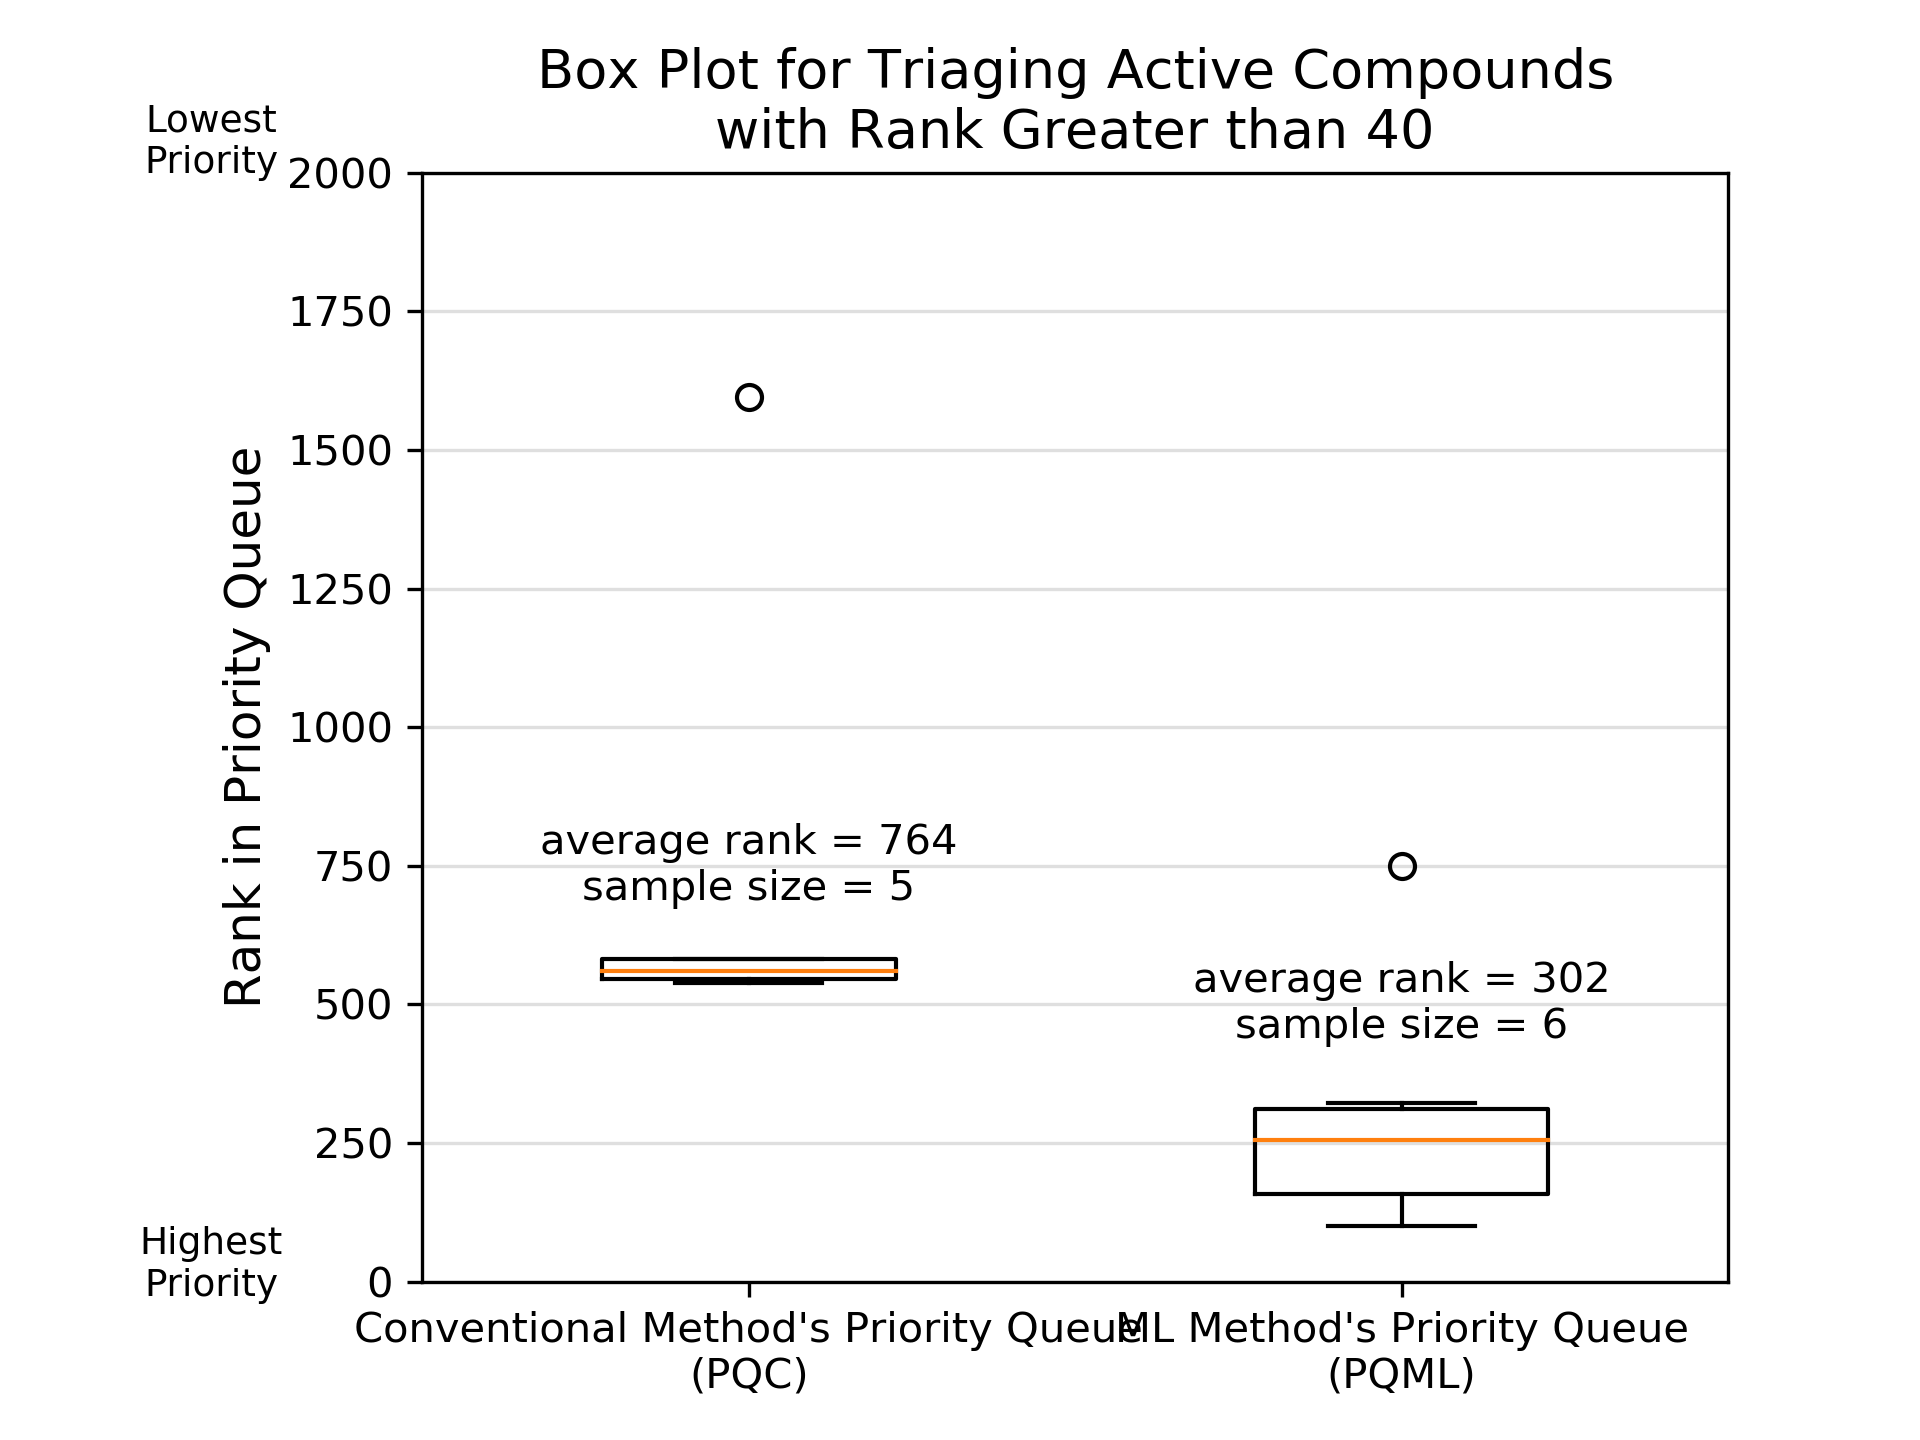 Box Plot for Triaging Active Compounds
with Rank Greater than 40
Lowest
Priority
2000
1750
1500
1250
1000
750
500
250
0
Rank in Priority Queue
Highest
Priority
average rank = 764
sample size = 5
average rank = 302
sample size = 6
Conventional Method's Priority Queue
(PQC)
ML Method's Priority Queue
(PQML)